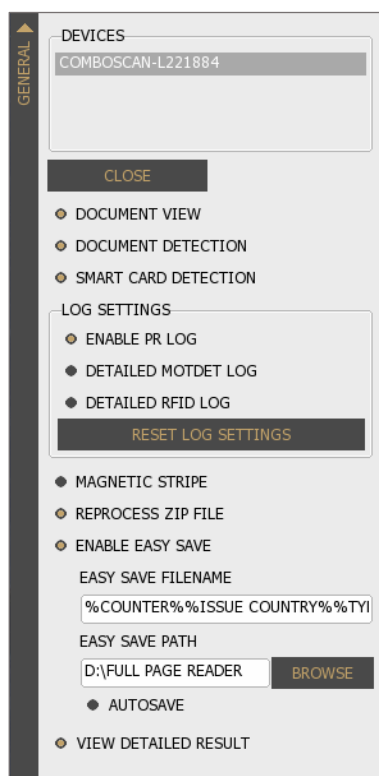 GENERAL
DEVICES
COMBOSCAN-L221884
CLOSE
DOCUMENT VIEW
DOCUMENT DETECTION
SMART CARD DETECTION
LOG SETTINGS
ENABLE PR LOG
DETAILED MOTDET LOG
DETAILED RFID LOG
RESET LOG SETTINGS
MAGNETIC STRIPE
REPROCESS ZIP FILE
ENABLE EASY SAVE
EASY SAVE FILENAME
%COUNTER%%ISSUE COUNTRY%%TYI
EASY SAVE PATH
D:\FULL PAGE READER
BROWSE
AUTOSAVE
VIEW DETAILED RESULT